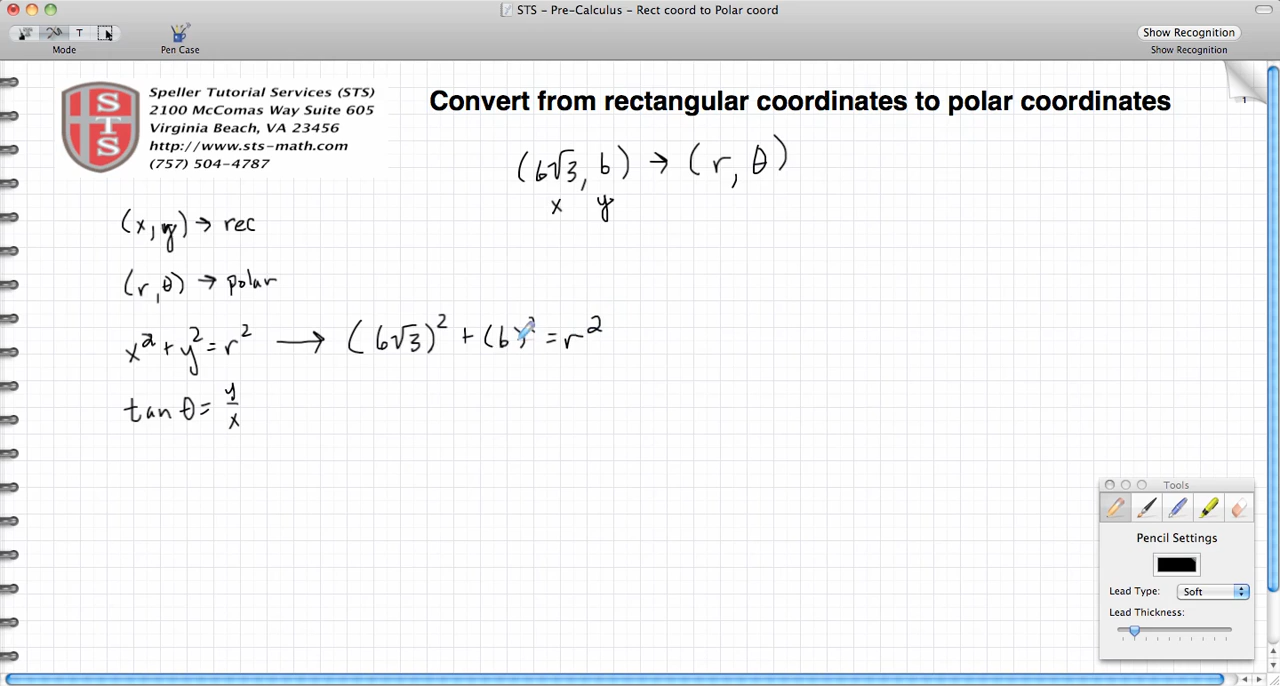 STS - Pre-Calculus - Rect coord to Polar coord
T
Mode
Pen Case
Show Recognition
Show Recognition
1
STS
Speller Tutorial Services (STS)
2100 McComas Way Suite 605
Virginia Beach, VA 23456
http://www.sts-math.com
(757) 504-4787
Convert from rectangular coordinates to polar coordinates
(6√3, 6) → (r, θ)
x y
(x, y) → rec
(r, θ) → polar
x² + y² = r² ⟶ (6√3)² + (6)² = r²
tan θ = y/x
Tools
Pencil Settings
Lead Type: Soft
Lead Thickness: